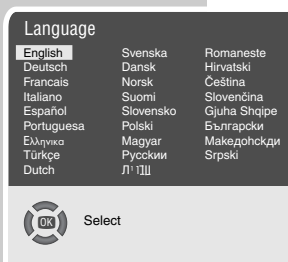 Language
English Svenska Romaneste
Deutsch Dansk Hirvatski
Francais Norsk Čeština
Italiano Suomi Slovenčina
Español Slovensko Gjuha Shqipe
Portuguesa Polski Български
Ελληνικα Magyar Македоhскди
Türkçe Русскии Srpski
Dutch
OK Select